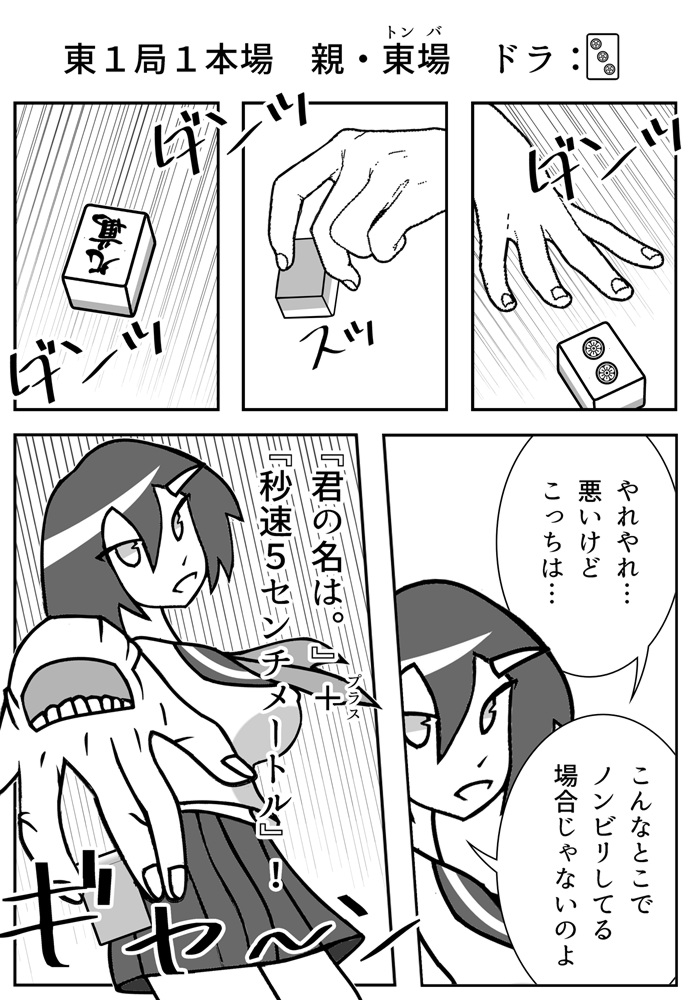 東１局１本場　親・東場　ドラ：
トンバ
ダンッ
ダンッ
スッ
ダンッ
九萬
やれやれ…
悪いけど
こっちは…
こんなとこで
ノンビリしてる
場合じゃないのよ
『君の名は。』＋
プラス
『秒速５センチメートル』！
ギャセ〜ン